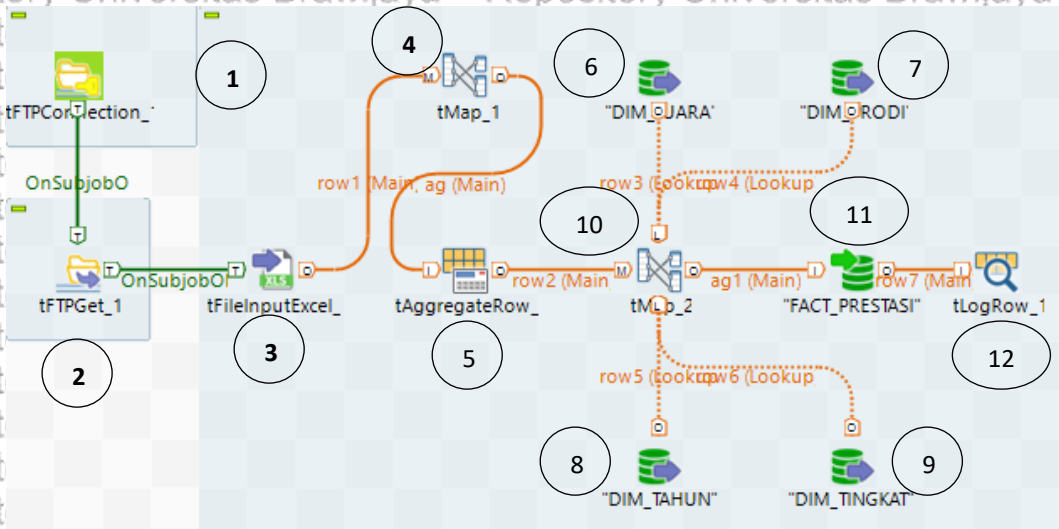 1
4
6
7
tFTPConnection_
tMap_1
"DIM_JUARA"
"DIM_PRODI"
OnSubjobO
row1 (Main)
ag (Main)
row3 (Lookup
row4 (Lookup
10
11
OnSubjobO
row2 (Main
ag1 (Main)
row7 (Main
tFTPGet_1
tFileInputExcel_
tAggregateRow_
tMap_2
"FACT_PRESTASI"
tLogRow_1
2
3
5
12
row5 (Lookup
row6 (Lookup
8
9
"DIM_TAHUN"
"DIM_TINGKAT"